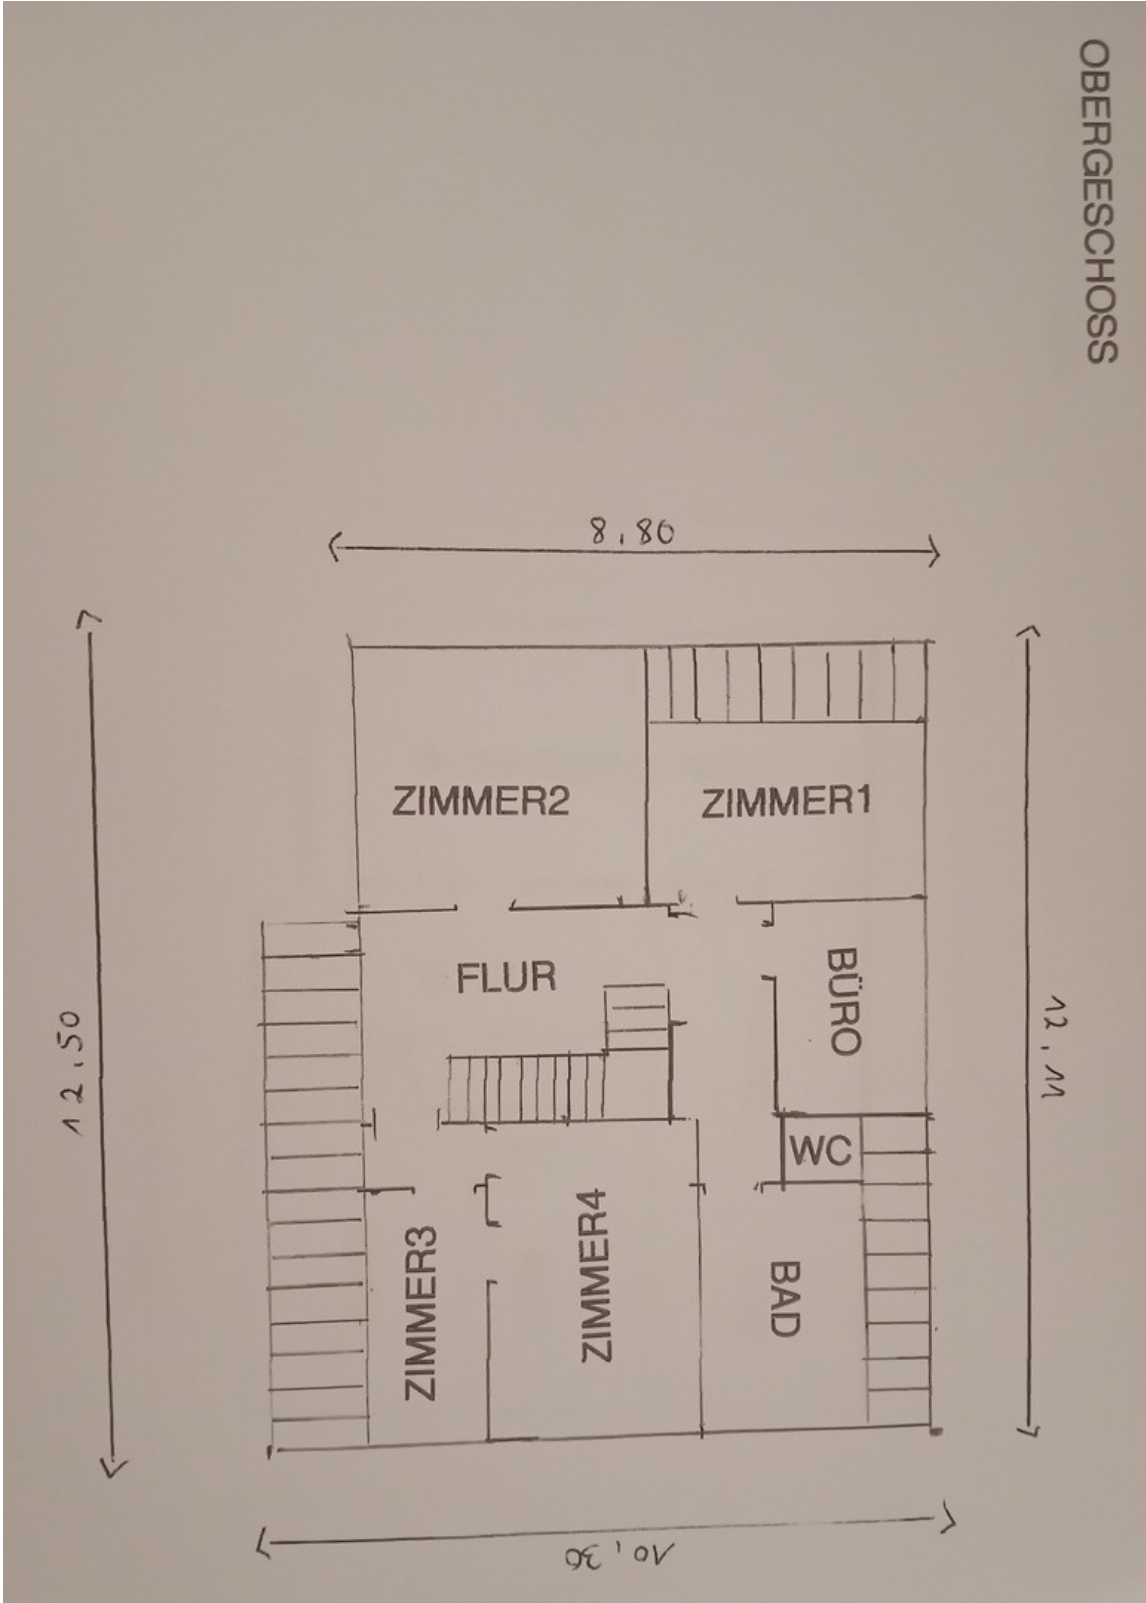 OBERGESCHOSS
8,80
ZIMMER2
ZIMMER1
FLUR
BÜRO
12,50
12,11
WC
ZIMMER3
ZIMMER4
BAD
10,30